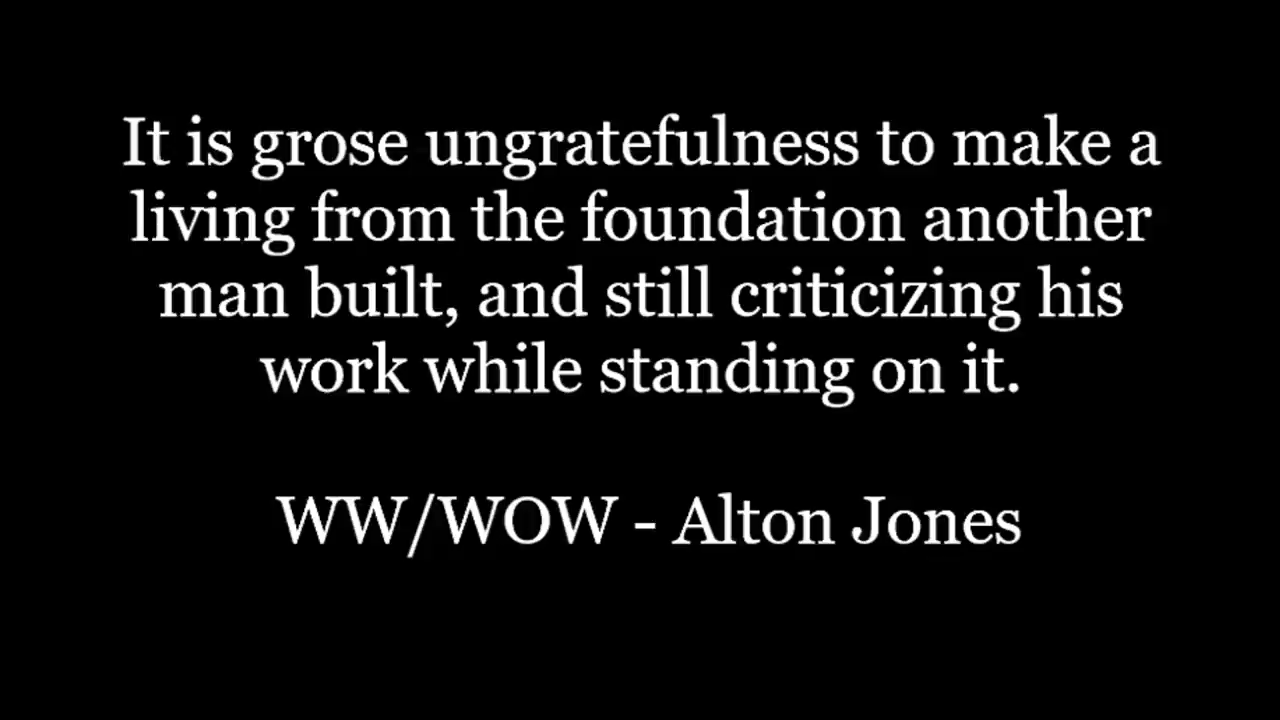 It is grose ungratefulness to make a
living from the foundation another
man built, and still criticizing his
work while standing on it.
WW/WOW - Alton Jones